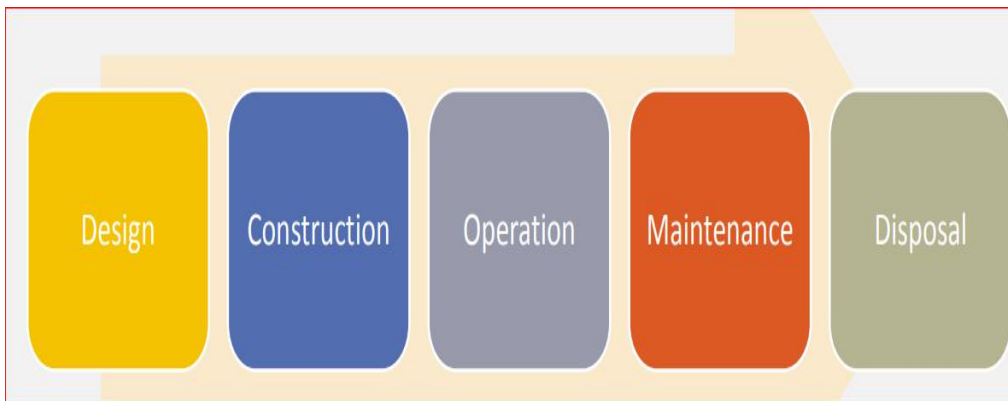 Design
Construction
Operation
Maintenance
Disposal